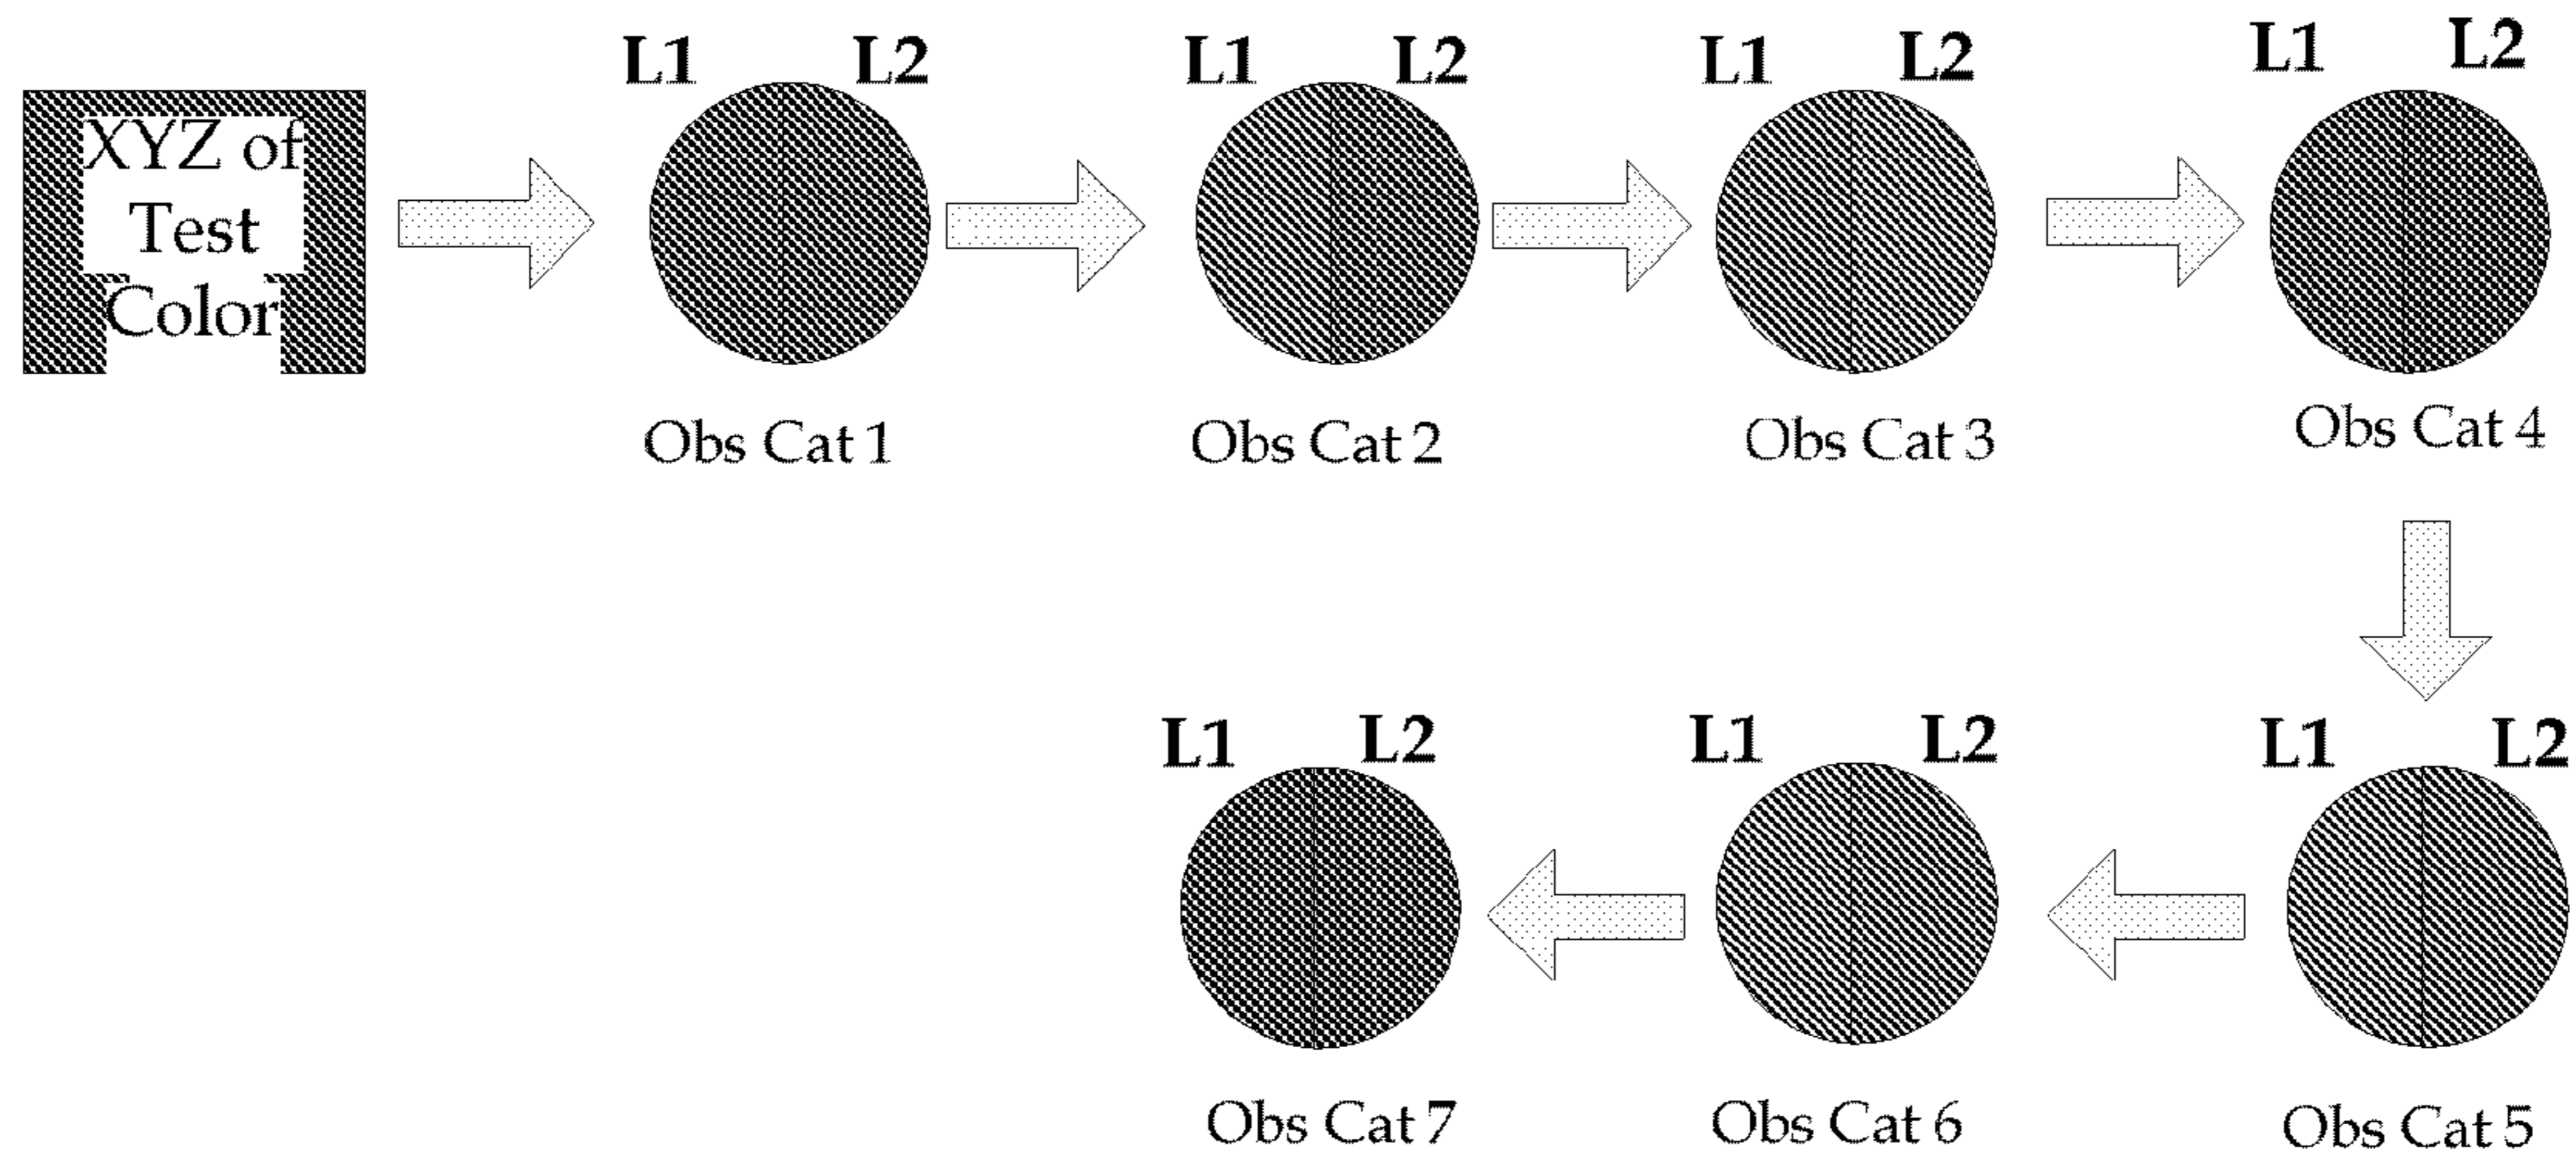 XYZ of
Test
Color
L1 L2
Obs Cat 1
L1 L2
Obs Cat 2
L1 L2
Obs Cat 3
L1 L2
Obs Cat 4
L1 L2
Obs Cat 5
L1 L2
Obs Cat 6
L1 L2
Obs Cat 7